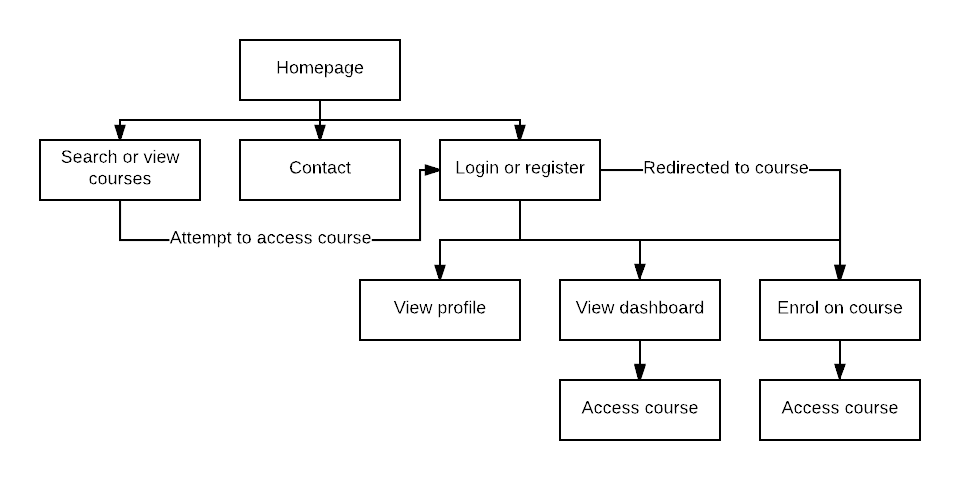 Homepage
Search or view
courses
Contact
Login or register
Redirected to course
Attempt to access course
View profile
View dashboard
Enrol on course
Access course
Access course